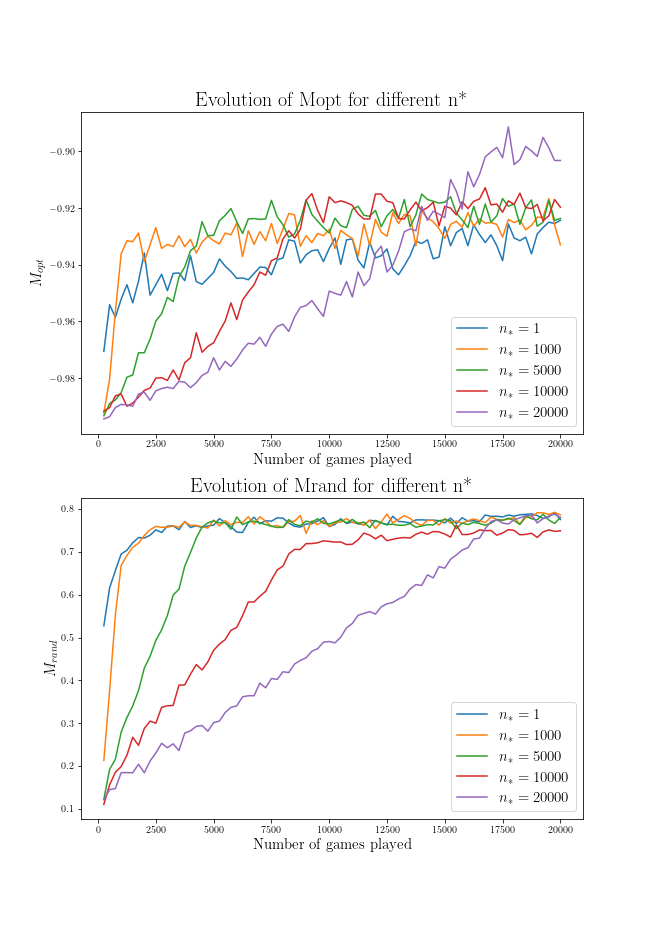 Evolution of Mopt for different n*
−0.90
−0.92
−0.94
−0.96
−0.98
M_opt
0 2500 5000 7500 10000 12500 15000 17500 20000
Number of games played
n_* = 1
n_* = 1000
n_* = 5000
n_* = 10000
n_* = 20000
Evolution of Mrand for different n*
0.8
0.7
0.6
0.5
0.4
0.3
0.2
0.1
M_rand
0 2500 5000 7500 10000 12500 15000 17500 20000
Number of games played
n_* = 1
n_* = 1000
n_* = 5000
n_* = 10000
n_* = 20000